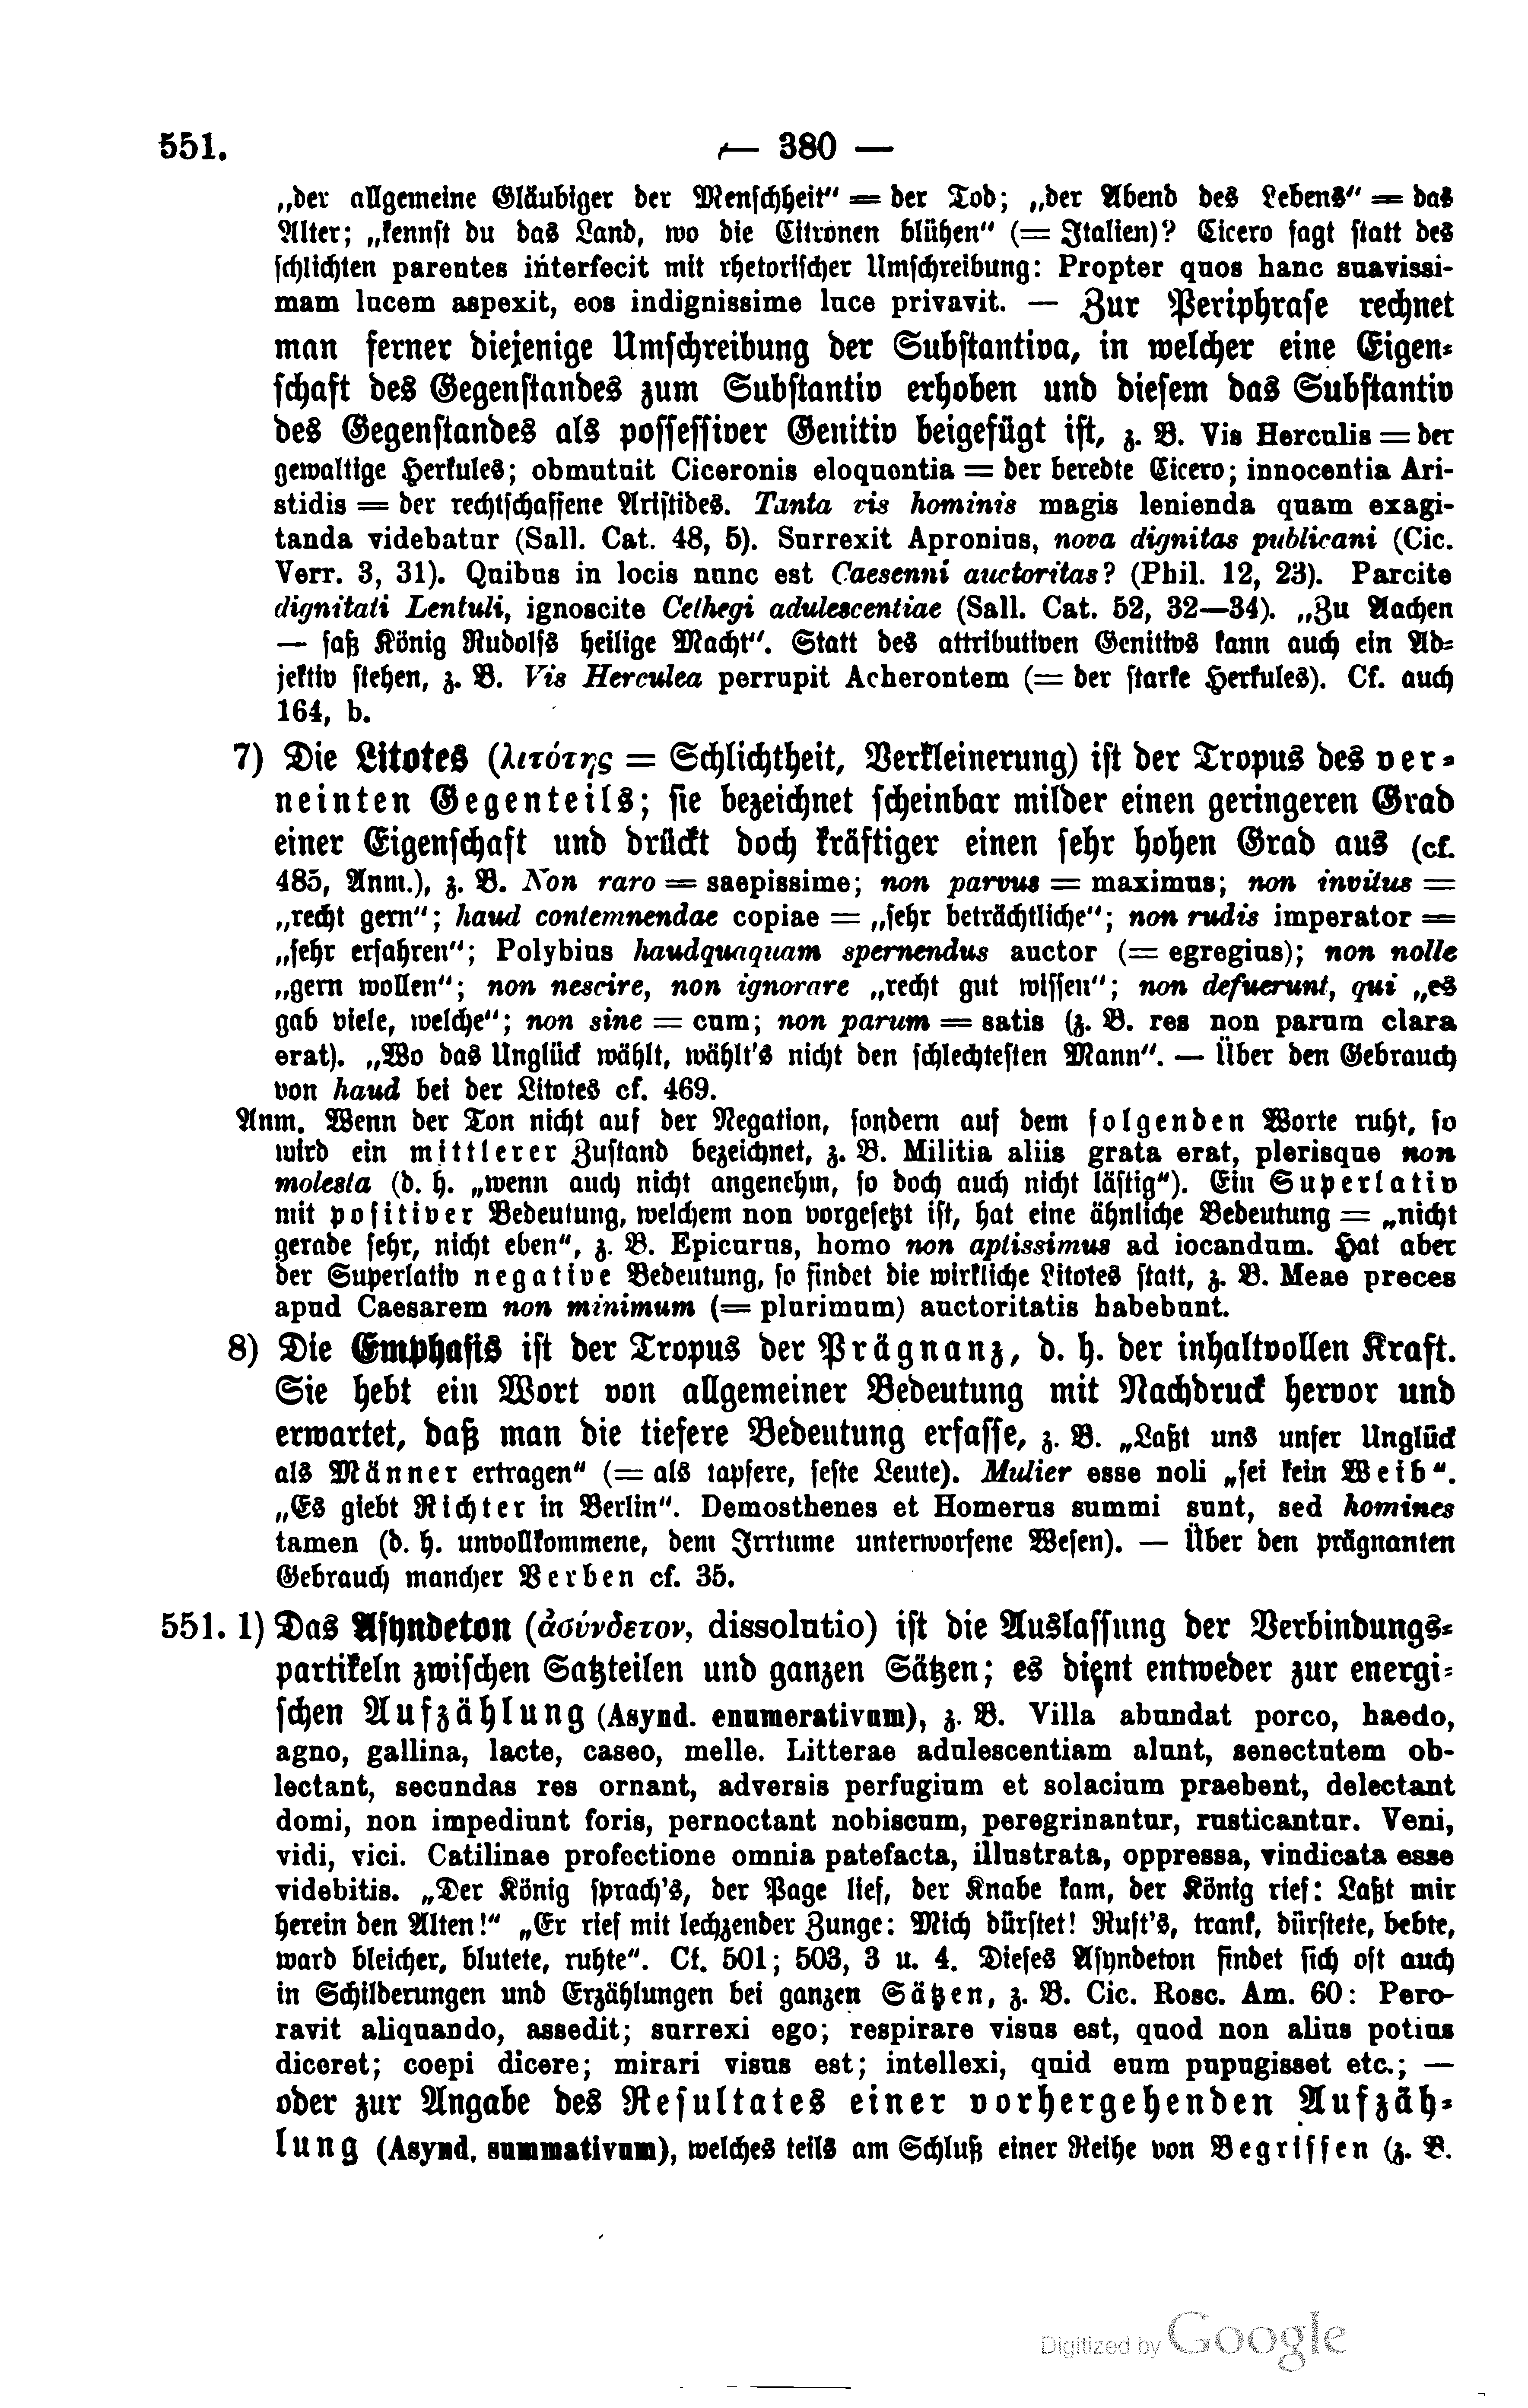 551. — 380 —
„der allgemeine Gläubiger der Menschheit“ = der Tod; „der Abend des Lebens“ = das
Alter; „kennst du das Land, wo die Citronen blühen“ (= Italien)? Cicero sagt statt des
schlichten parentes interfecit mit rhetorischer Umschreibung: Propter quos hanc suavissi-
mam lucem aspexit, eos indignissime luce privavit. — Zur Periphrase rechnet
man ferner diejenige Umschreibung der Substantiva, in welcher eine Eigen-
schaft des Gegenstandes zum Substantiv erhoben und diesem das Substantiv
des Gegenstandes als possessiver Genitiv beigefügt ist, z. B. Vis Herculis = der
gewaltige Herkules; obmutuit Ciceronis eloquentia = der beredte Cicero; innocentia Ari-
stidis = der rechtschaffene Aristides. Tanta vis hominis magis lenienda quam exagi-
tanda videbatur (Sall. Cat. 48, 5). Surrexit Apronius, nova dignitas publicani (Cic.
Verr. 3, 31). Quibus in locis nunc est Caesenni auctoritas? (Phil. 12, 23). Parcite
dignitati Lentuli, ignoscite Cethegi adulescentiae (Sall. Cat. 52, 32—34). „Zu Aachen
— saß König Rudolfs heilige Macht“. Statt des attributiven Genitivs kann auch ein Ad-
jektiv stehen, z. B. Vis Herculea perrupit Acherontem (= der starke Herkules). Cf. auch
164, b.
7) Die Litotes (λιτότης = Schlichtheit, Verkleinerung) ist der Tropus des ver-
neinten Gegenteils; sie bezeichnet scheinbar milder einen geringeren Grad
einer Eigenschaft und drückt doch kräftiger einen sehr hohen Grad aus (cf.
485, Anm.), z. B. Non raro = saepissime; non parvus = maximus; non invitus =
„recht gern“; haud contemnendae copiae = „sehr beträchtliche“; non rudis imperator =
„sehr erfahren“; Polybius haudquaquam spernendus auctor (= egregius); non nolle
„gern wollen“; non nescire, non ignorare „recht gut wissen“; non defuerunt, qui „es
gab viele, welche“; non sine = cum; non parum = satis (z. B. res non parum clara
erat). „Wo das Unglück wählt, wählt's nicht den schlechtesten Mann“. — Über den Gebrauch
von haud bei der Litotes cf. 469.
Anm. Wenn der Ton nicht auf der Negation, sondern auf dem folgenden Worte ruht, so
wird ein mittlerer Zustand bezeichnet, z. B. Militia aliis grata erat, plerisque non
molesta (d. h. „wenn auch nicht angenehm, so doch auch nicht lästig“). Ein Superlativ
mit positiver Bedeutung, welchem non vorgesetzt ist, hat eine ähnliche Bedeutung = „nicht
gerade sehr, nicht eben“, z. B. Epicurus, homo non aptissimus ad iocandum. Hat aber
der Superlativ negative Bedeutung, so findet die wirkliche Litotes statt, z. B. Meae preces
apud Caesarem non minimum (= plurimum) auctoritatis habebunt.
8) Die Emphasis ist der Tropus der Prägnanz, d. h. der inhaltvollen Kraft.
Sie hebt ein Wort von allgemeiner Bedeutung mit Nachdruck hervor und
erwartet, daß man die tiefere Bedeutung erfasse, z. B. „Laßt uns unser Unglück
als Männer ertragen“ (= als tapfere, feste Leute). Mulier esse noli „sei kein Weib“.
„Es giebt Richter in Berlin“. Demosthenes et Homerus summi sunt, sed homines
tamen (d. h. unvollkommene, dem Irrtume unterworfene Wesen). — Über den prägnanten
Gebrauch mancher Verben cf. 35.
551. 1) Das Asyndeton (ἀσύνδετον, dissolutio) ist die Auslassung der Verbindungs-
partikeln zwischen Satzteilen und ganzen Sätzen; es dient entweder zur energi-
schen Aufzählung (Asynd. enumerativum), z. B. Villa abundat porco, haedo,
agno, gallina, lacte, caseo, melle. Litterae adulescentiam alunt, senectutem ob-
lectant, secundas res ornant, adversis perfugium et solacium praebent, delectant
domi, non impediunt foris, pernoctant nobiscum, peregrinantur, rusticantur. Veni,
vidi, vici. Catilinae profectione omnia patefacta, illustrata, oppressa, vindicata esse
videbitis. „Der König sprach's, der Page lief, der Knabe kam, der König rief: Laßt mir
herein den Alten!“ „Er rief mit lechzender Zunge: Mich dürstet! Ruft's, trank, dürstete, bebte,
ward bleicher, blutete, ruhte“. Cf. 501; 503, 3 u. 4. Dieses Asyndeton findet sich oft auch
in Schilderungen und Erzählungen bei ganzen Sätzen, z. B. Cic. Rosc. Am. 60: Pero-
ravit aliquando, assedit; surrexi ego; respirare visus est, quod non alius potius
diceret; coepi dicere; mirari visus est; intellexi, quid eum pupugisset etc.; —
oder zur Angabe des Resultates einer vorhergehenden Aufzäh-
lung (Asynd. summativum), welches teils am Schluß einer Reihe von Begriffen (z. B.
Digitized by Google